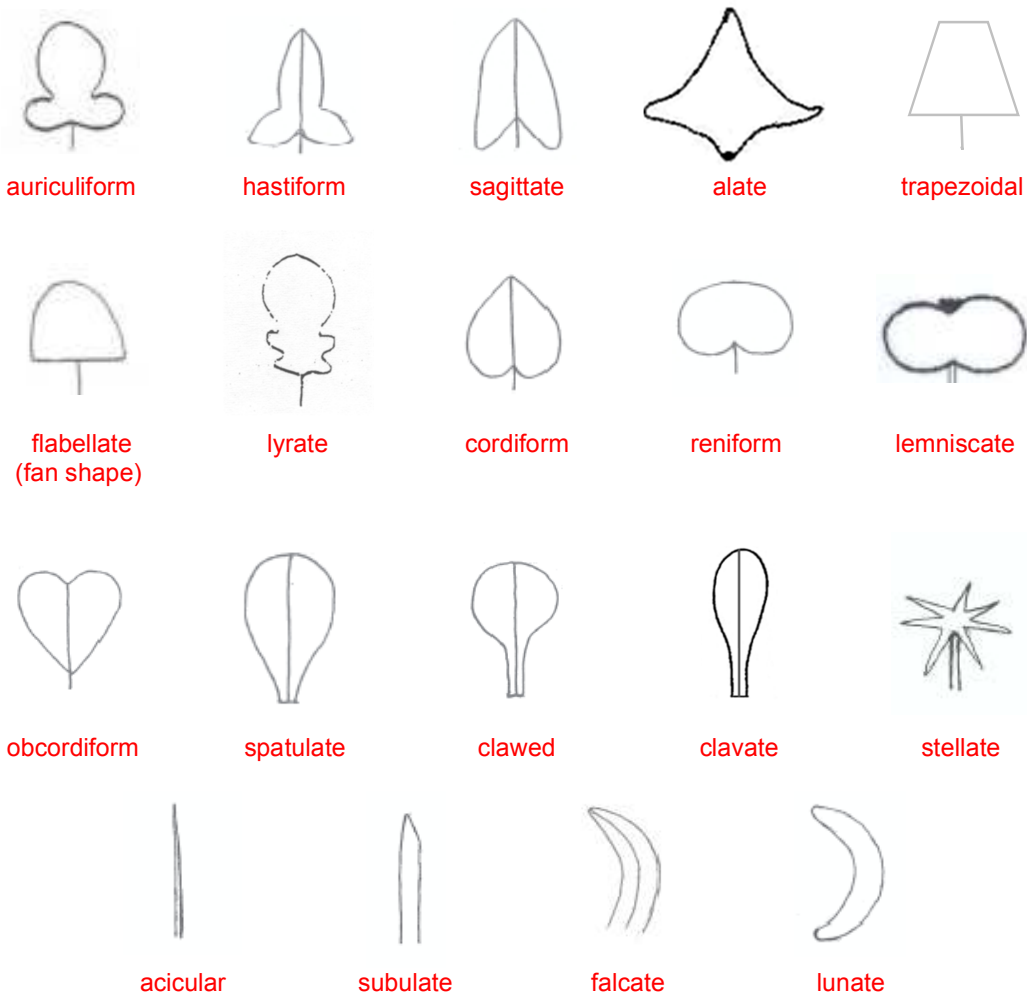 auriculiform hastiform sagittate alate trapezoidal
flabellate lyrate cordiform reniform lemniscate
(fan shape)
obcordiform spatulate clawed clavate stellate
acicular subulate falcate lunate